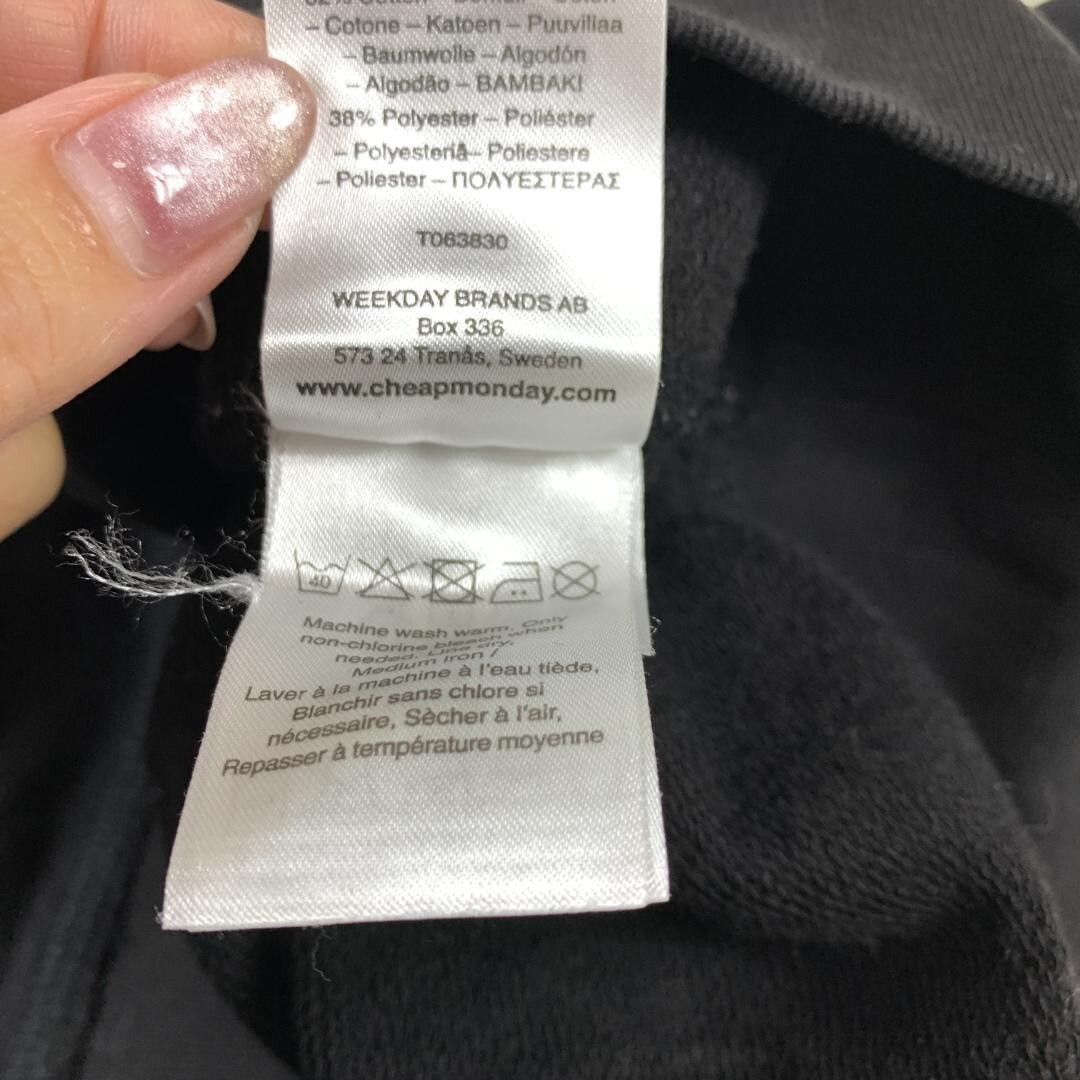 – Cotone – Katoen – Puuvillaa
– Baumwolle – Algodón
– Algodão – BAMBAKI
38% Polyester – Poliéster
– Polyesteriä – Poliestere
– Poliester – ΠΟΛΥΕΣΤΕΡΑΣ
T063830
WEEKDAY BRANDS AB
Box 336
573 24 Tranås, Sweden
www.cheapmonday.com
40
Machine wash warm. Only
non-chlorine bleach when
needed. Line dry.
Medium iron /
Laver à la machine à l'eau tiède,
Blanchir sans chlore si
nécessaire, Sècher à l'air,
Repasser à température moyenne